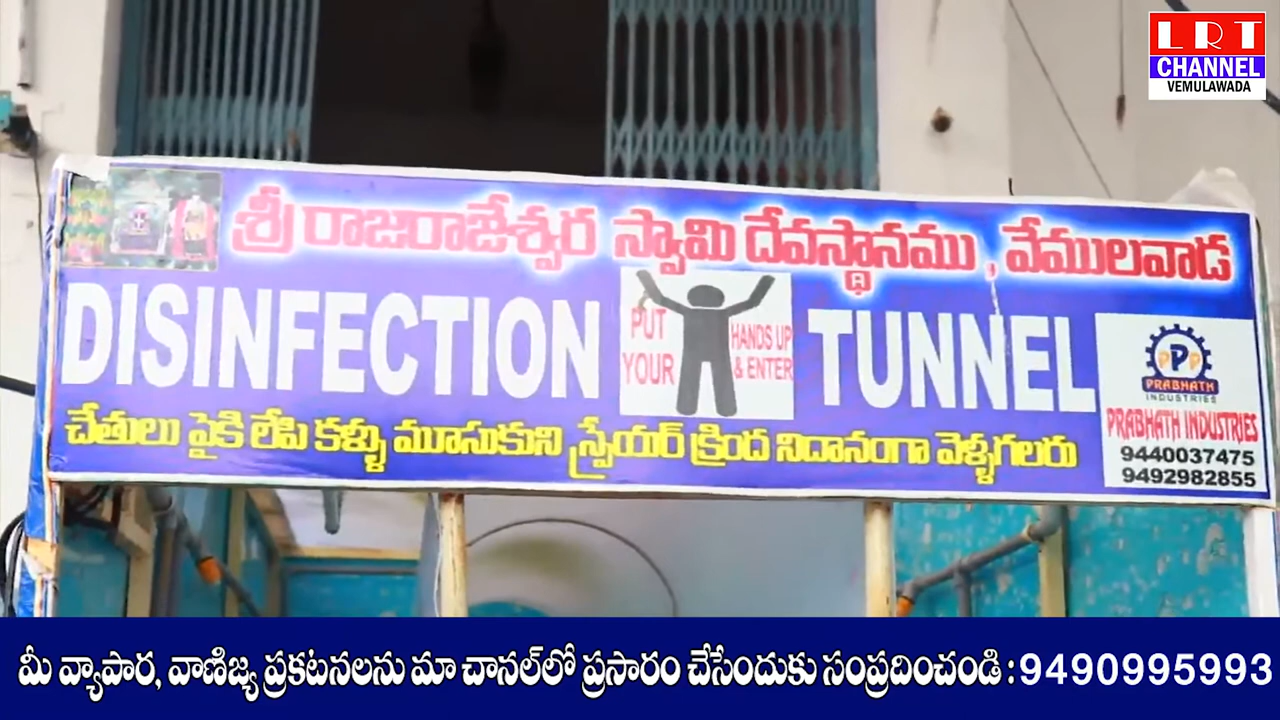 LRT
CHANNEL
VEMULAWADA
శ్రీ రాజరాజేశ్వర స్వామి దేవస్థానము , వేములవాడ
DISINFECTION TUNNEL
PUT YOUR
HANDS UP & ENTER
చేతులు పైకి లేపి కళ్ళు మూసుకుని స్ప్రేయర్ క్రింద నిదానంగా వెళ్ళగలరు
PPP
PRABHATH
INDUSTRIES
PRABHATH INDUSTRIES
9440037475
9492982855
మీ వ్యాపార, వాణిజ్య ప్రకటనలను మా చానల్‌లో ప్రసారం చేసేందుకు సంప్రదించండి : 9490995993